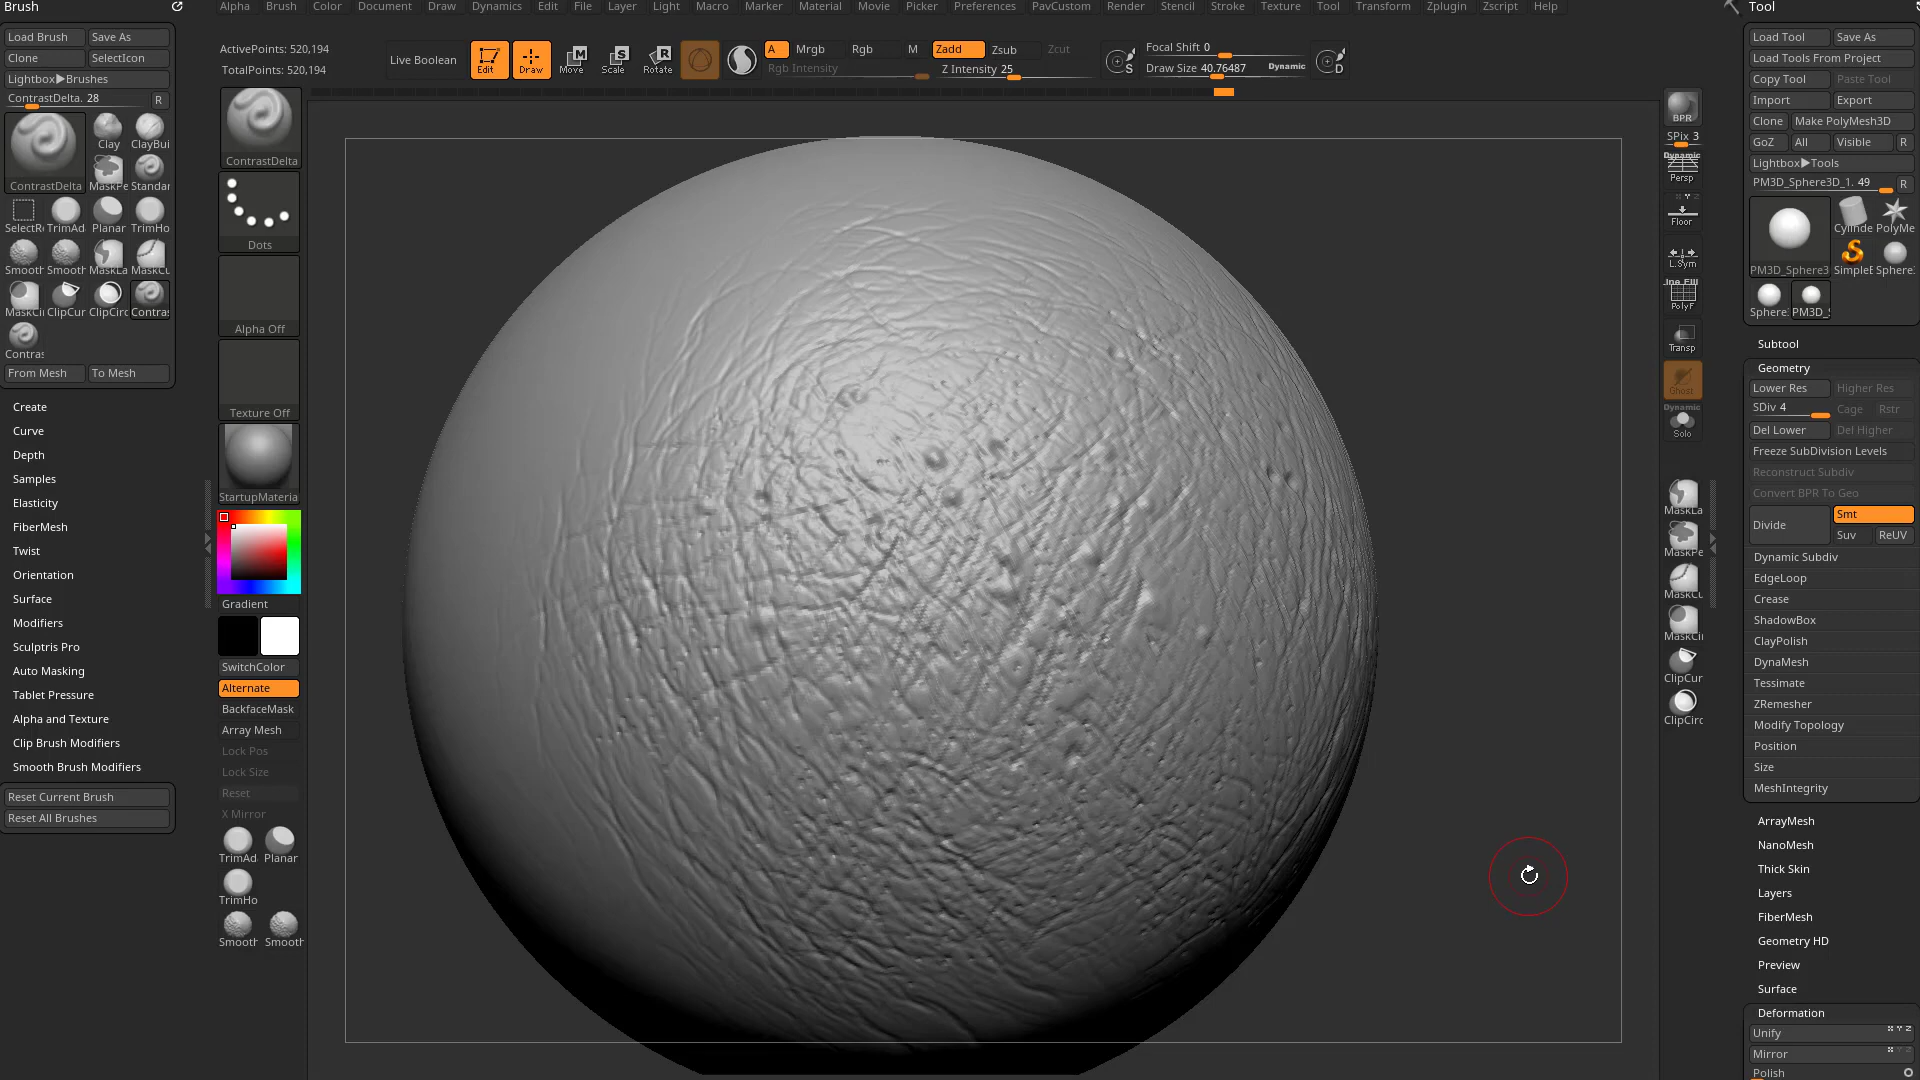 Brush
Alpha Brush Color Document Draw Dynamics Edit File Layer Light Macro Marker Material Movie Picker Preferences PavCustom Render Stencil Stroke Texture Tool Transform Zplugin Zscript Help
Load Brush Save As
Clone SelectIcon
Lightbox▶Brushes
ContrastDelta. 28 R
ContrastDelta
Clay ClayBui
MaskPe Standar
SelectRe TrimAd Planar TrimHo
Smooth Smooth MaskLa MaskCu
MaskCi ClipCur ClipCirc Contras
Contras
From Mesh To Mesh
Create
Curve
Depth
Samples
Elasticity
FiberMesh
Twist
Orientation
Surface
Modifiers
Sculptris Pro
Auto Masking
Tablet Pressure
Alpha and Texture
Clip Brush Modifiers
Smooth Brush Modifiers
Reset Current Brush
Reset All Brushes
ActivePoints: 520,194
TotalPoints: 520,194
Live Boolean
Edit Draw Move Scale Rotate
M S R
A Mrgb Rgb M
Rgb Intensity
Zadd Zsub Zcut
Z Intensity 25
S
Focal Shift 0
Draw Size 40.76487 Dynamic
D
ContrastDelta
Dots
Alpha Off
Texture Off
StartupMateria
Gradient
SwitchColor
Alternate
BackfaceMask
Array Mesh
Lock Pos
Lock Size
Reset
X Mirror
TrimAd Planar
TrimHo
Smooth Smooth
BPR
SPix 3
Dynamic
Persp
Floor
L.Sym
Line Fill
PolyF
Transp
Ghost
Dynamic
Solo
MaskLa
MaskPe
MaskCu
MaskCi
ClipCur
ClipCirc
Tool
Load Tool Save As
Load Tools From Project
Copy Tool Paste Tool
Import Export
Clone Make PolyMesh3D
GoZ All Visible R
Lightbox▶Tools
PM3D_Sphere3D_1. 49 R
PM3D_Sphere3
Cylinde PolyMe
SimpleB Sphere
Sphere PM3D_S
Subtool
Geometry
Lower Res Higher Res
SDiv 4 Cage Rstr
Del Lower Del Higher
Freeze SubDivision Levels
Reconstruct Subdiv
Convert BPR To Geo
Divide Smt
Suv ReUV
Dynamic Subdiv
EdgeLoop
Crease
ShadowBox
ClayPolish
DynaMesh
Tessimate
ZRemesher
Modify Topology
Position
Size
MeshIntegrity
ArrayMesh
NanoMesh
Thick Skin
Layers
FiberMesh
Geometry HD
Preview
Surface
Deformation
Unify
Mirror
Polish